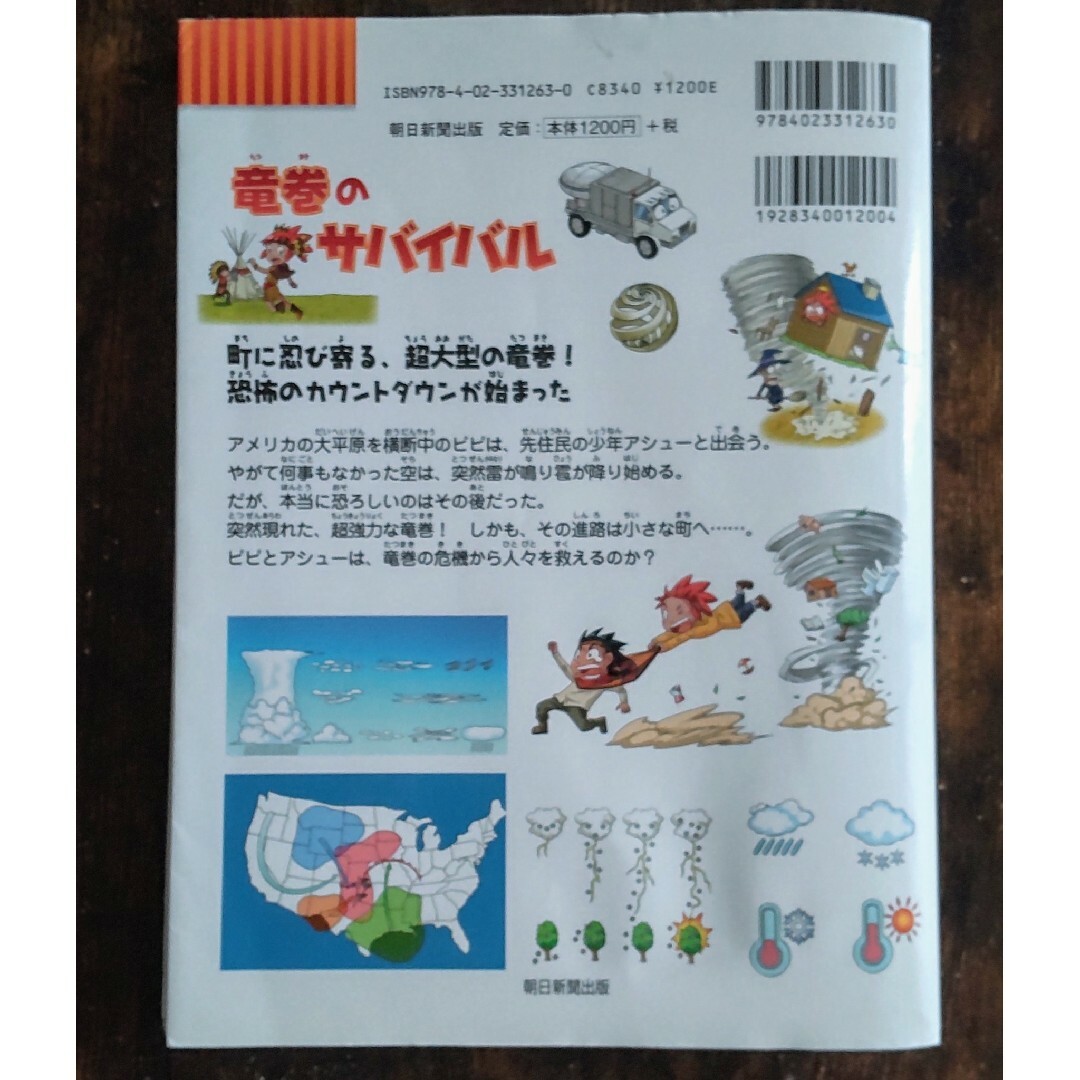 ISBN978-4-02-331263-0 C8340 ¥1200E
9784023312630
朝日新聞出版 定価：本体1200円＋税
1928340012004
竜巻の
サバイバル
町に忍び寄る、超大型の竜巻！
恐怖のカウントダウンが始まった
アメリカの大平原を横断中のピピは、先住民の少年アシューと出会う。
やがて何事もなかった空は、突然雷が鳴り雹が降り始める。
だが、本当に恐ろしいのはその後だった。
突然現れた、超強力な竜巻！ しかも、その進路は小さな町へ……。
ピピとアシューは、竜巻の危機から人々を救えるのか？
朝日新聞出版